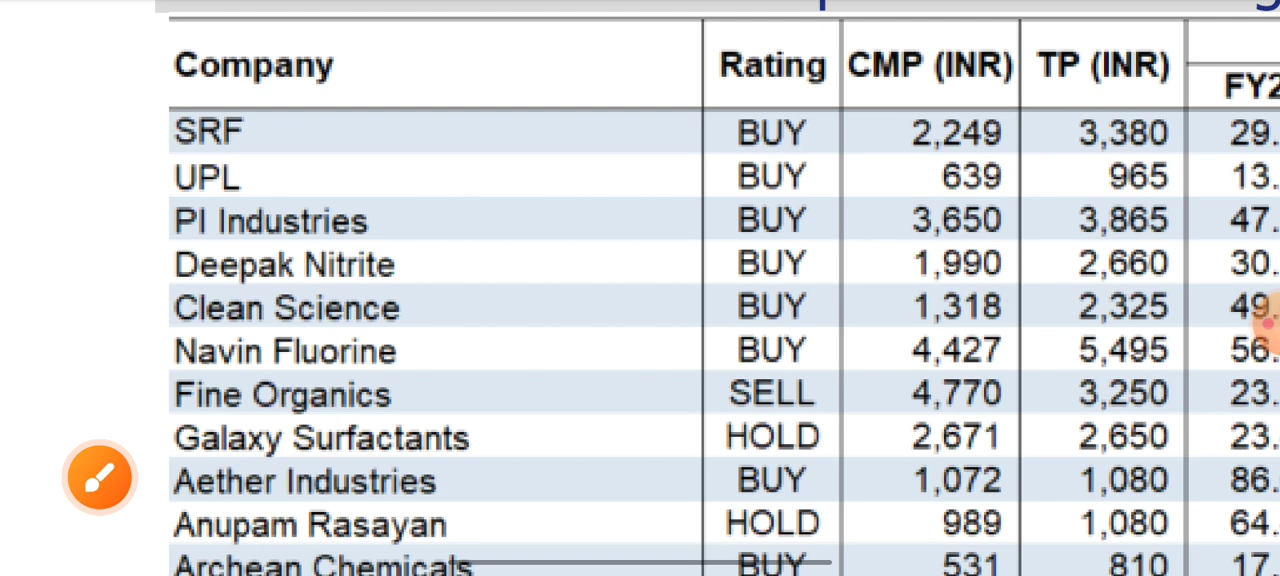 Company Rating CMP (INR) TP (INR)
FY2
SRF BUY 2,249 3,380 29.
UPL BUY 639 965 13.
PI Industries BUY 3,650 3,865 47.
Deepak Nitrite BUY 1,990 2,660 30.
Clean Science BUY 1,318 2,325 49.
Navin Fluorine BUY 4,427 5,495 56.
Fine Organics SELL 4,770 3,250 23.
Galaxy Surfactants HOLD 2,671 2,650 23.
Aether Industries BUY 1,072 1,080 86.
Anupam Rasayan HOLD 989 1,080 64.
Archean Chemicals BUY 531 810 17.